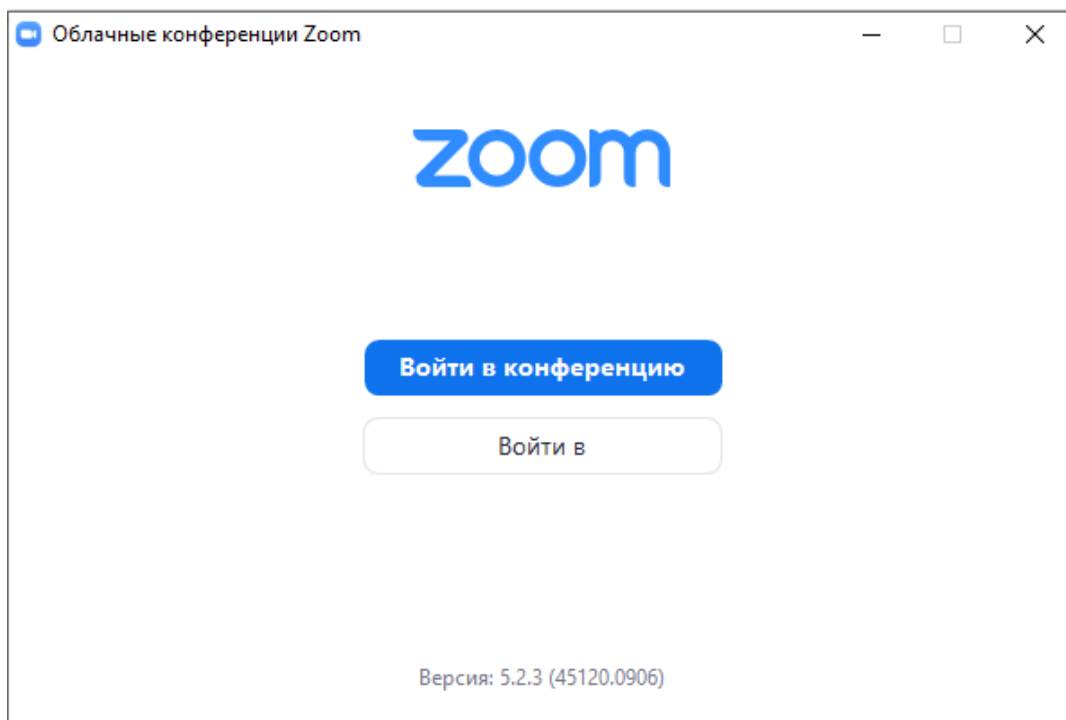 Облачные конференции Zoom
zoom
Войти в конференцию
Войти в
Версия: 5.2.3 (45120.0906)